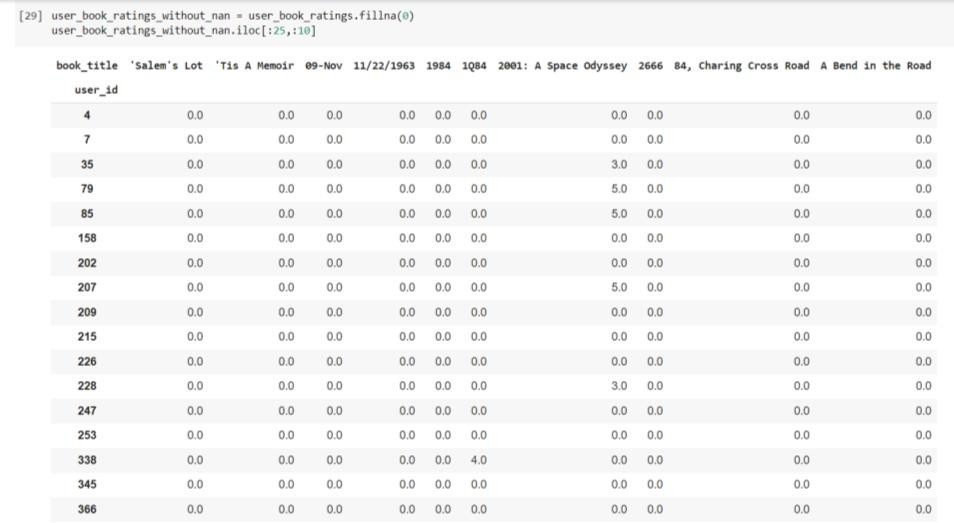 [29] user_book_ratings_without_nan = user_book_ratings.fillna(0)
user_book_ratings_without_nan.iloc[:25,:10]
book_title 'Salem's Lot 'Tis A Memoir 09-Nov 11/22/1963 1984 1Q84 2001: A Space Odyssey 2666 84, Charing Cross Road A Bend in the Road
user_id
4 0.0 0.0 0.0 0.0 0.0 0.0 0.0 0.0 0.0 0.0
7 0.0 0.0 0.0 0.0 0.0 0.0 0.0 0.0 0.0 0.0
35 0.0 0.0 0.0 0.0 0.0 0.0 3.0 0.0 0.0 0.0
79 0.0 0.0 0.0 0.0 0.0 0.0 5.0 0.0 0.0 0.0
85 0.0 0.0 0.0 0.0 0.0 0.0 5.0 0.0 0.0 0.0
158 0.0 0.0 0.0 0.0 0.0 0.0 0.0 0.0 0.0 0.0
202 0.0 0.0 0.0 0.0 0.0 0.0 0.0 0.0 0.0 0.0
207 0.0 0.0 0.0 0.0 0.0 0.0 5.0 0.0 0.0 0.0
209 0.0 0.0 0.0 0.0 0.0 0.0 0.0 0.0 0.0 0.0
215 0.0 0.0 0.0 0.0 0.0 0.0 0.0 0.0 0.0 0.0
226 0.0 0.0 0.0 0.0 0.0 0.0 0.0 0.0 0.0 0.0
228 0.0 0.0 0.0 0.0 0.0 0.0 3.0 0.0 0.0 0.0
247 0.0 0.0 0.0 0.0 0.0 0.0 0.0 0.0 0.0 0.0
253 0.0 0.0 0.0 0.0 0.0 0.0 0.0 0.0 0.0 0.0
338 0.0 0.0 0.0 0.0 0.0 4.0 0.0 0.0 0.0 0.0
345 0.0 0.0 0.0 0.0 0.0 0.0 0.0 0.0 0.0 0.0
366 0.0 0.0 0.0 0.0 0.0 0.0 0.0 0.0 0.0 0.0